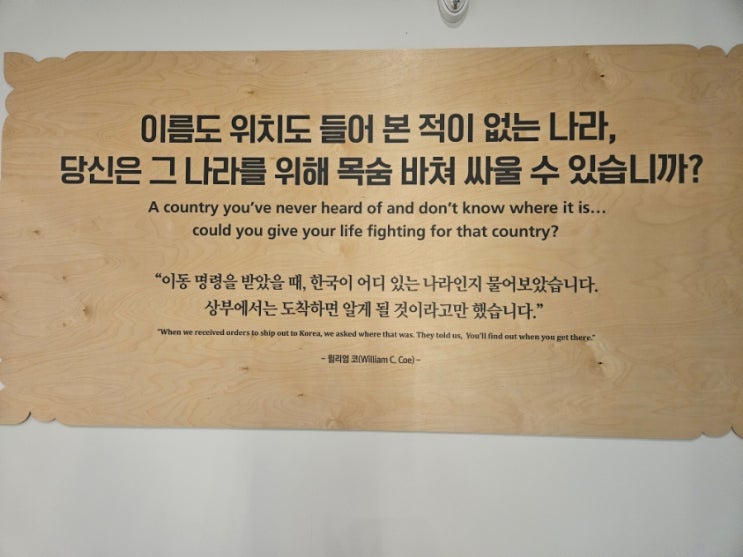 이름도 위치도 들어 본 적이 없는 나라,
당신은 그 나라를 위해 목숨 바쳐 싸울 수 있습니까?
A country you've never heard of and don't know where it is...
could you give your life fighting for that country?
“이동 명령을 받았을 때, 한국이 어디 있는 나라인지 물어보았습니다.
상부에서는 도착하면 알게 될 것이라고만 했습니다.”
"When we received orders to ship out to Korea, we asked where that was. They told us, You'll find out when you get there."
- 윌리엄 코(William C. Coe) -